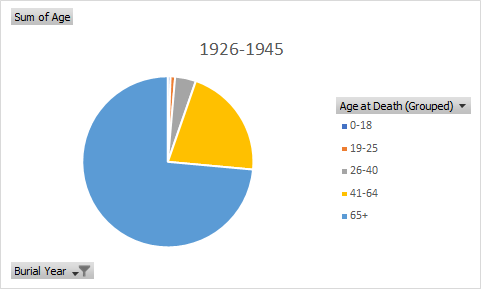 Sum of Age
1926-1945
Age at Death (Grouped)
0-18
19-25
26-40
41-64
65+
Burial Year